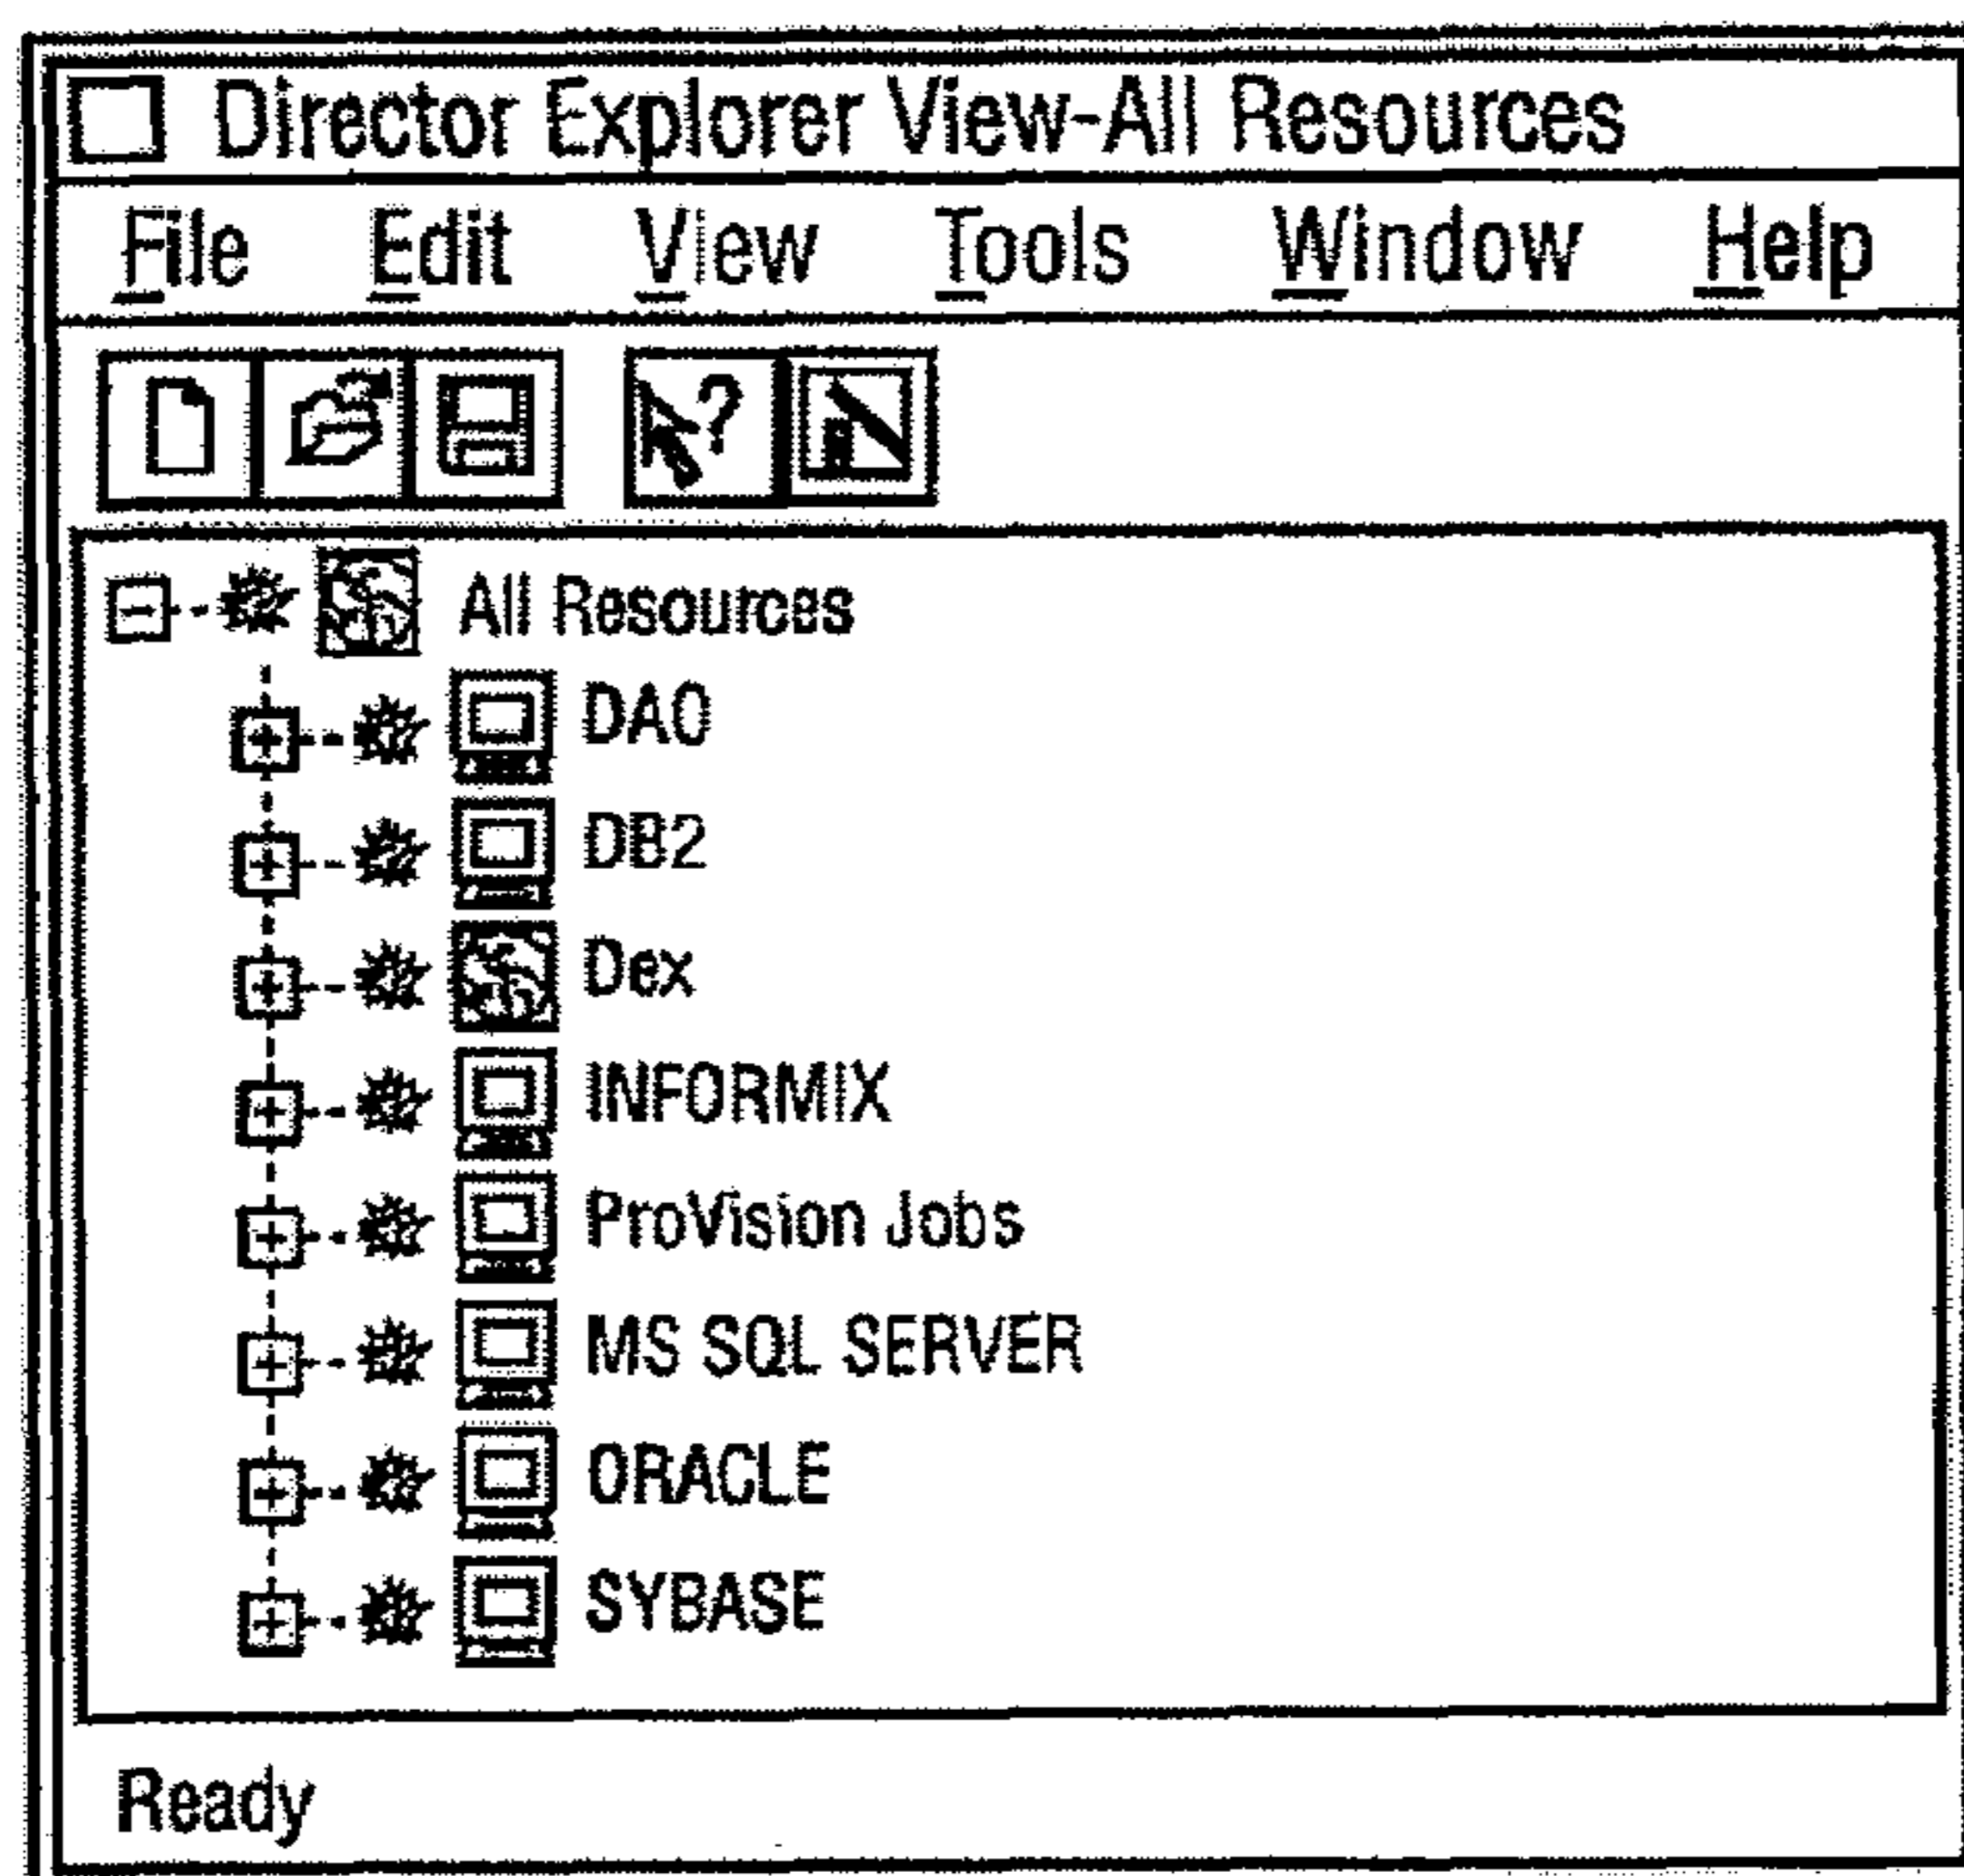 Director Explorer View-All Resources
File Edit View Tools Window Help
All Resources
DAO
DB2
Dex
INFORMIX
ProVision Jobs
MS SQL SERVER
ORACLE
SYBASE
Ready